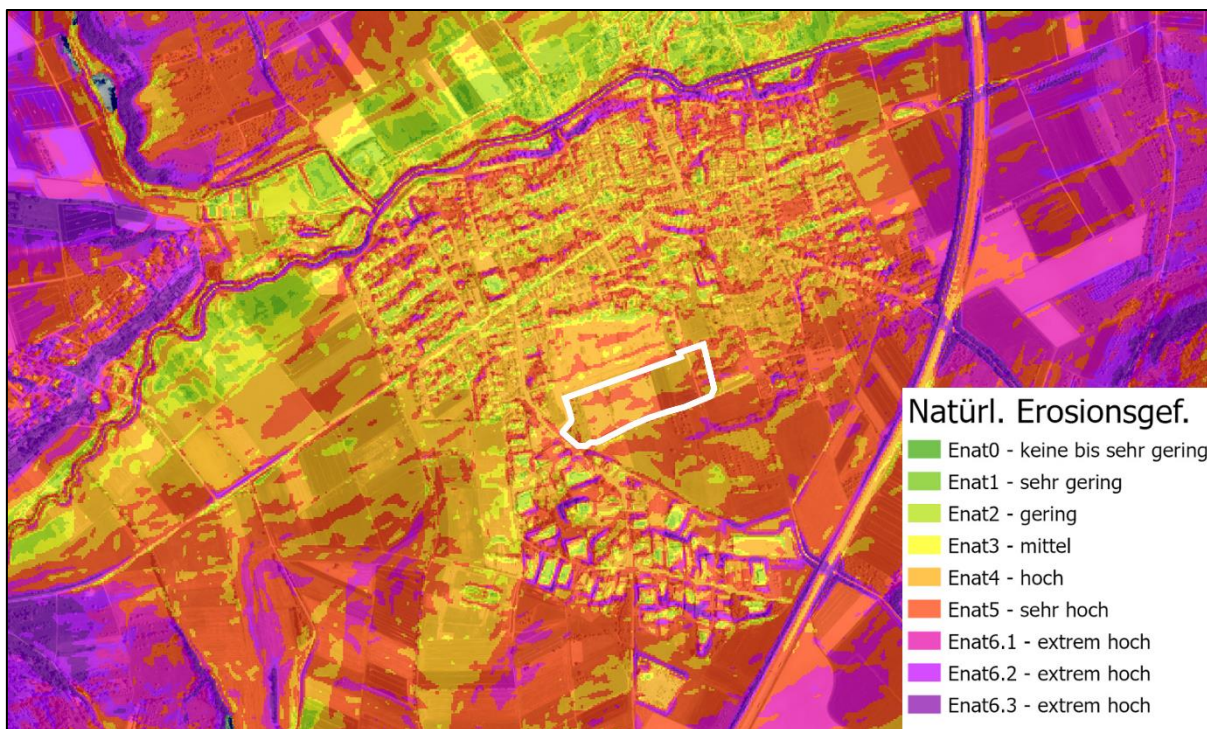 Natürl. Erosionsgef.
Enat0 - keine bis sehr gering
Enat1 - sehr gering
Enat2 - gering
Enat3 - mittel
Enat4 - hoch
Enat5 - sehr hoch
Enat6.1 - extrem hoch
Enat6.2 - extrem hoch
Enat6.3 - extrem hoch